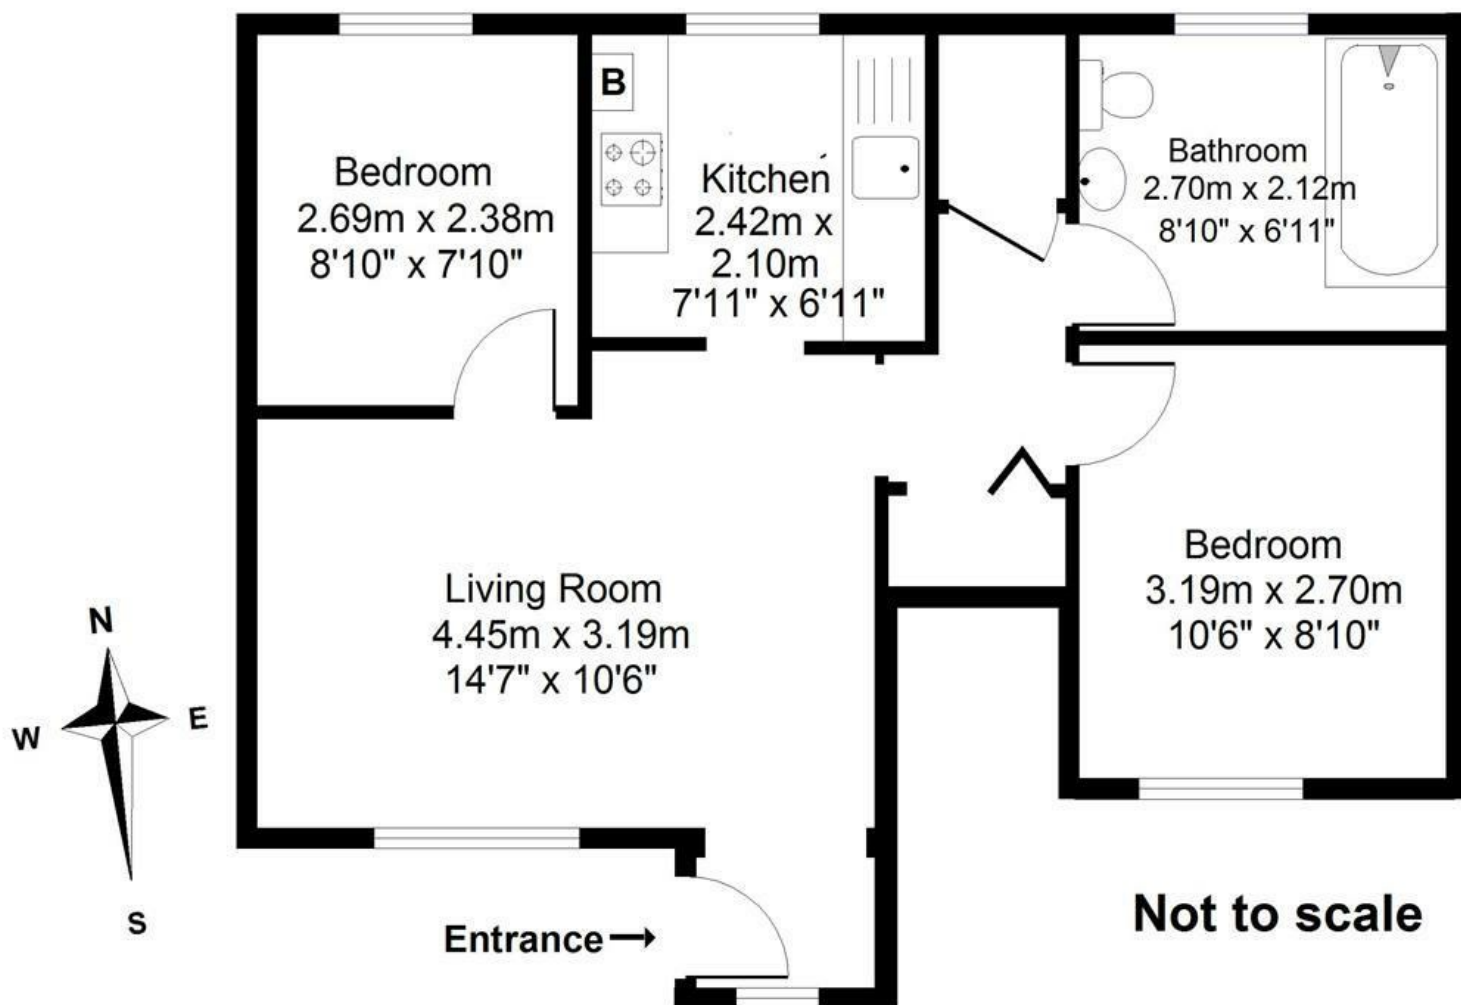 Bedroom
2.69m x 2.38m
8'10" x 7'10"
B
Kitchen
2.42m x
2.10m
7'11" x 6'11"
Bathroom
2.70m x 2.12m
8'10" x 6'11"
Living Room
4.45m x 3.19m
14'7" x 10'6"
Bedroom
3.19m x 2.70m
10'6" x 8'10"
N
W
E
S
Entrance
Not to scale